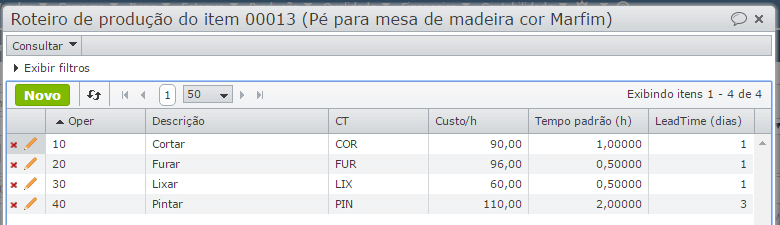 Roteiro de produção do item 00013 (Pé para mesa de madeira cor Marfim)
Consultar
Exibir filtros
Novo 1 50 Exibindo itens 1 - 4 de 4
Oper Descrição CT Custo/h Tempo padrão (h) LeadTime (dias)
10 Cortar COR 90,00 1,00000 1
20 Furar FUR 96,00 0,50000 1
30 Lixar LIX 60,00 0,50000 1
40 Pintar PIN 110,00 2,00000 3